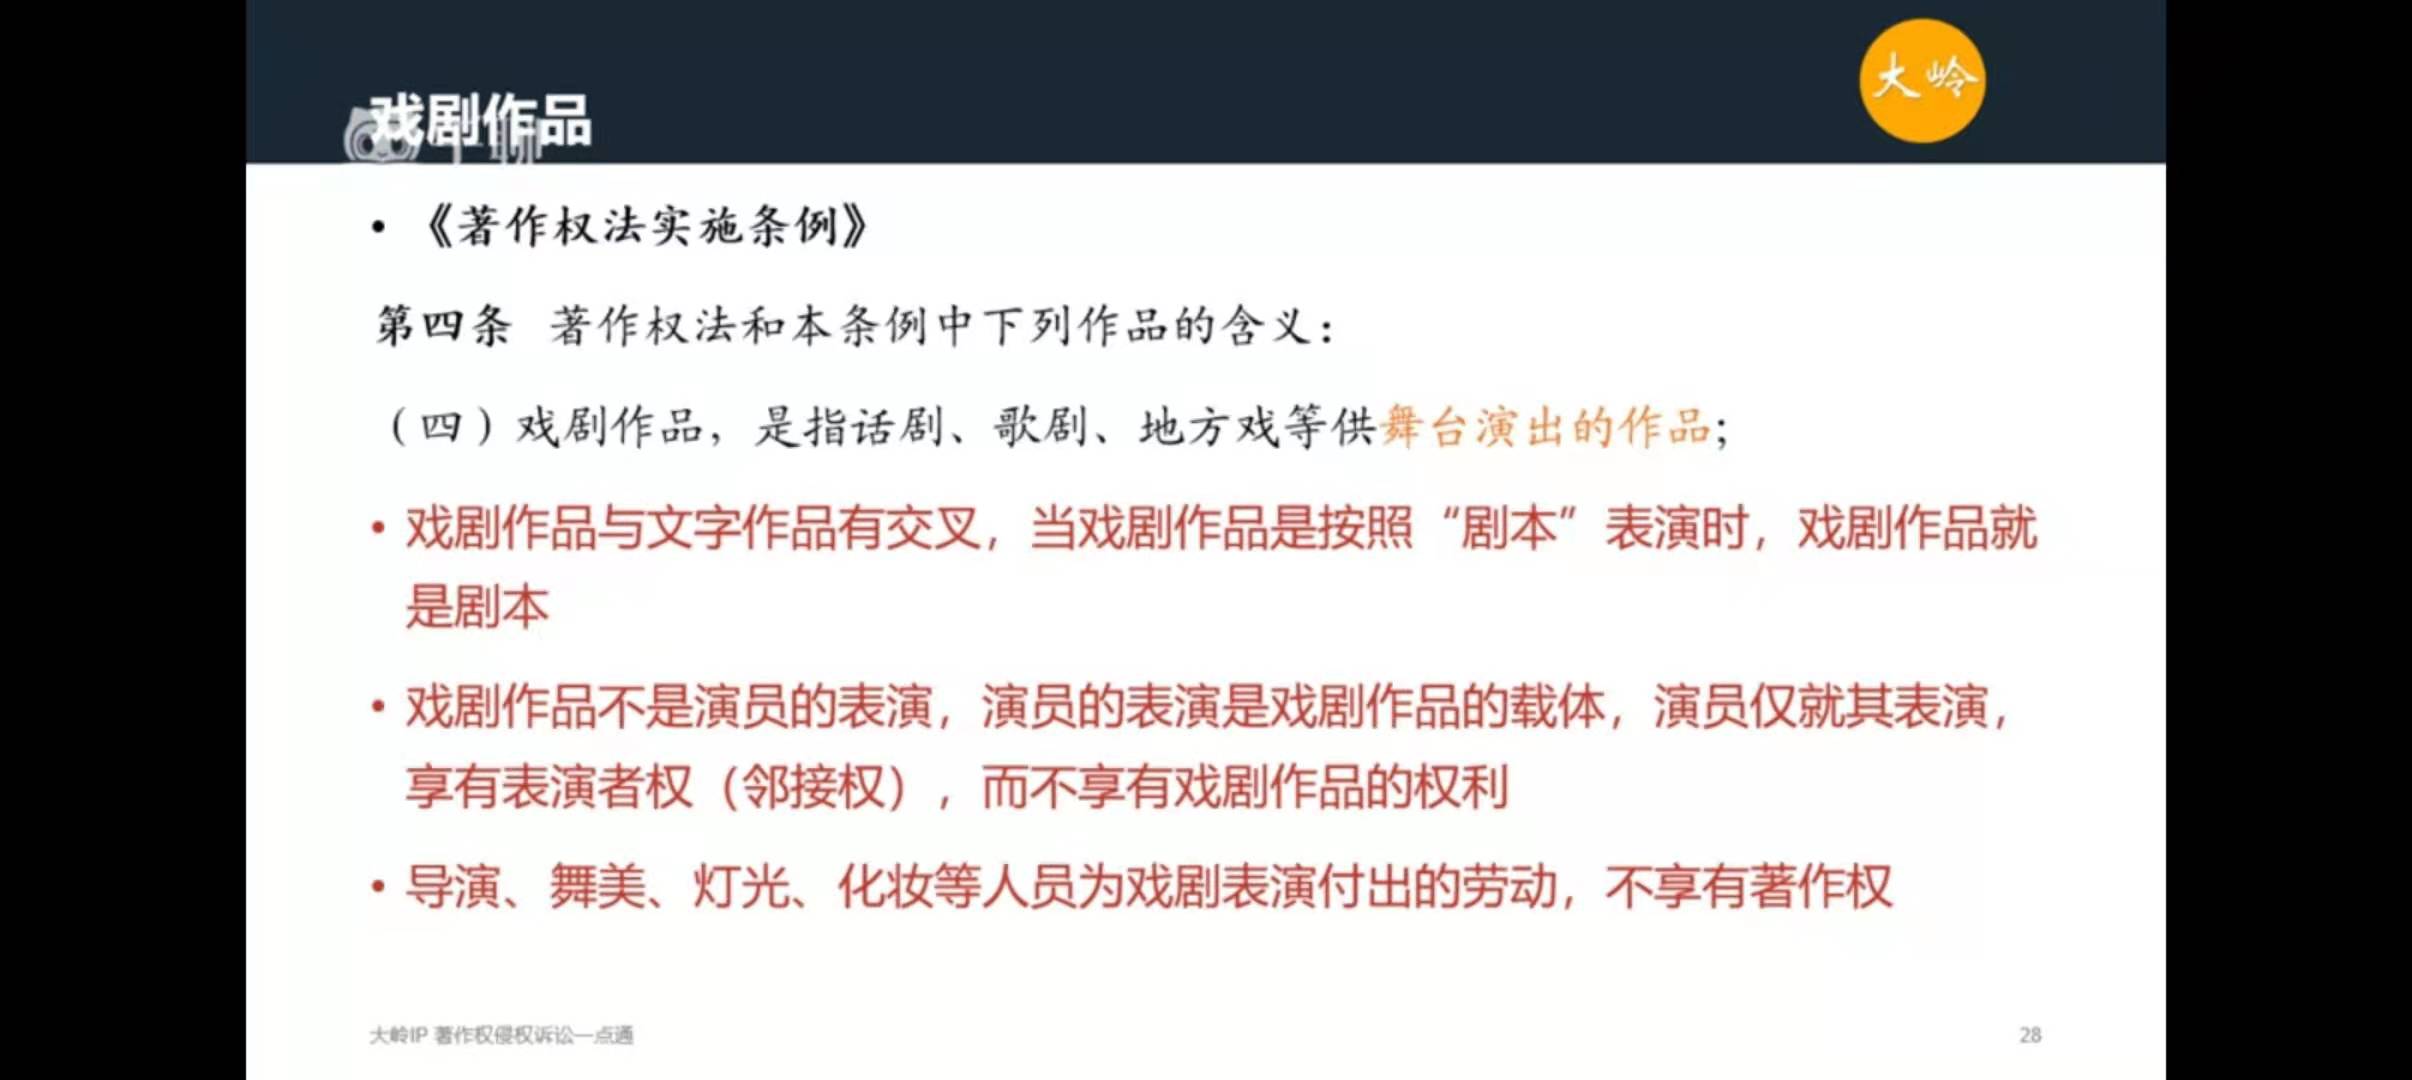 大岭
戏剧作品
• 《著作权法实施条例》
第四条 著作权法和本条例中下列作品的含义：
（四）戏剧作品，是指话剧、歌剧、地方戏等供舞台演出的作品；
• 戏剧作品与文字作品有交叉，当戏剧作品是按照“剧本”表演时，戏剧作品就
是剧本
• 戏剧作品不是演员的表演，演员的表演是戏剧作品的载体，演员仅就其表演，
享有表演者权（邻接权），而不享有戏剧作品的权利
• 导演、舞美、灯光、化妆等人员为戏剧表演付出的劳动，不享有著作权
大岭IP 著作权侵权诉讼一点通
28